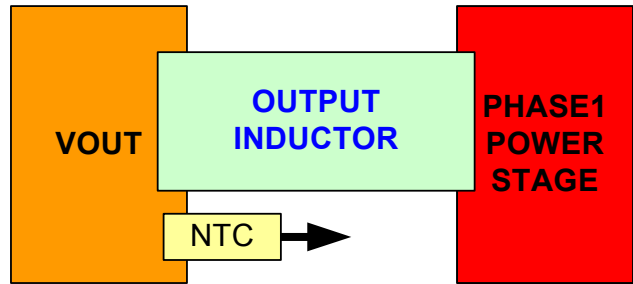 VOUT
OUTPUT
INDUCTOR
PHASE1
POWER
STAGE
NTC